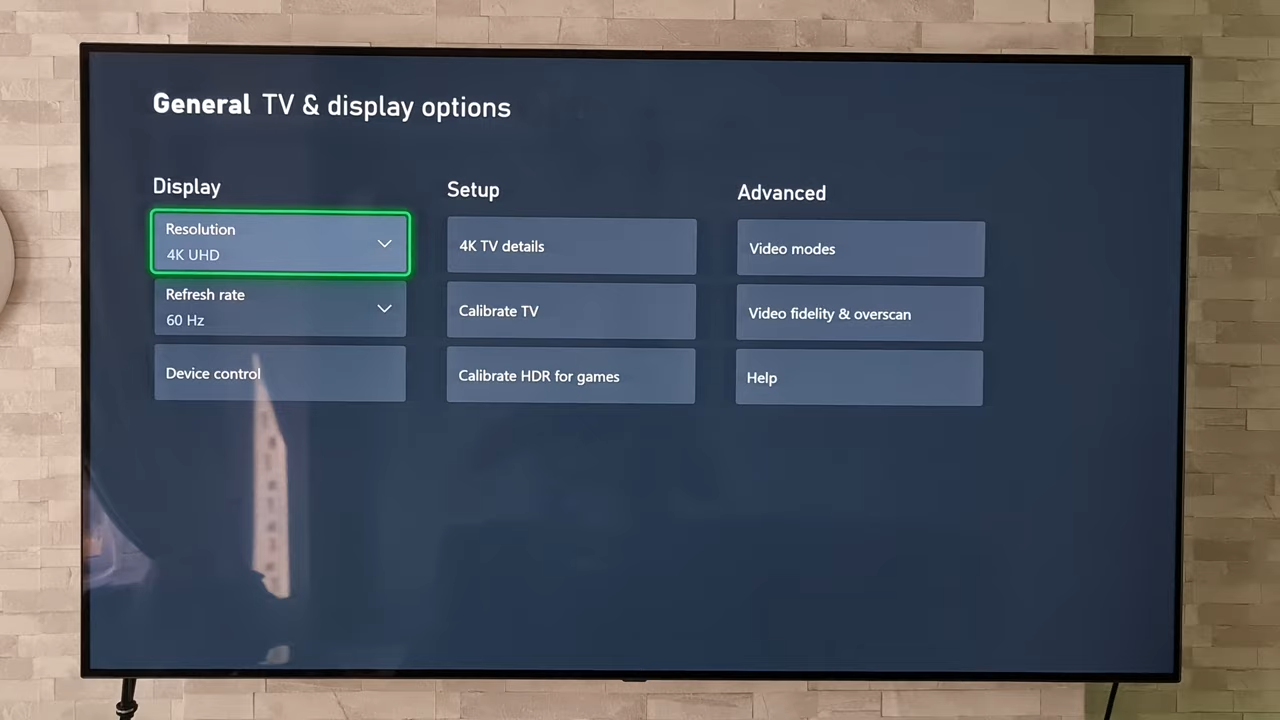 General TV & display options
Display
Resolution
4K UHD
Refresh rate
60 Hz
Device control
Setup
4K TV details
Calibrate TV
Calibrate HDR for games
Advanced
Video modes
Video fidelity & overscan
Help